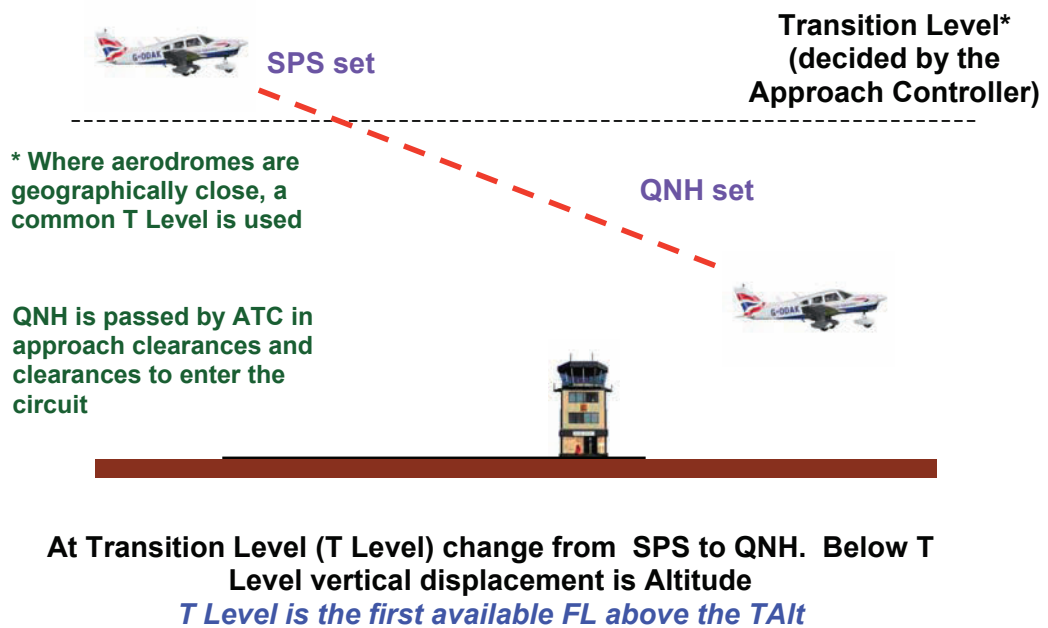 Transition Level*
(decided by the
Approach Controller)
G-ODAK
SPS set
* Where aerodromes are
geographically close, a
common T Level is used
QNH set
G-ODAK
QNH is passed by ATC in
approach clearances and
clearances to enter the
circuit
At Transition Level (T Level) change from SPS to QNH. Below T
Level vertical displacement is Altitude
T Level is the first available FL above the TAlt